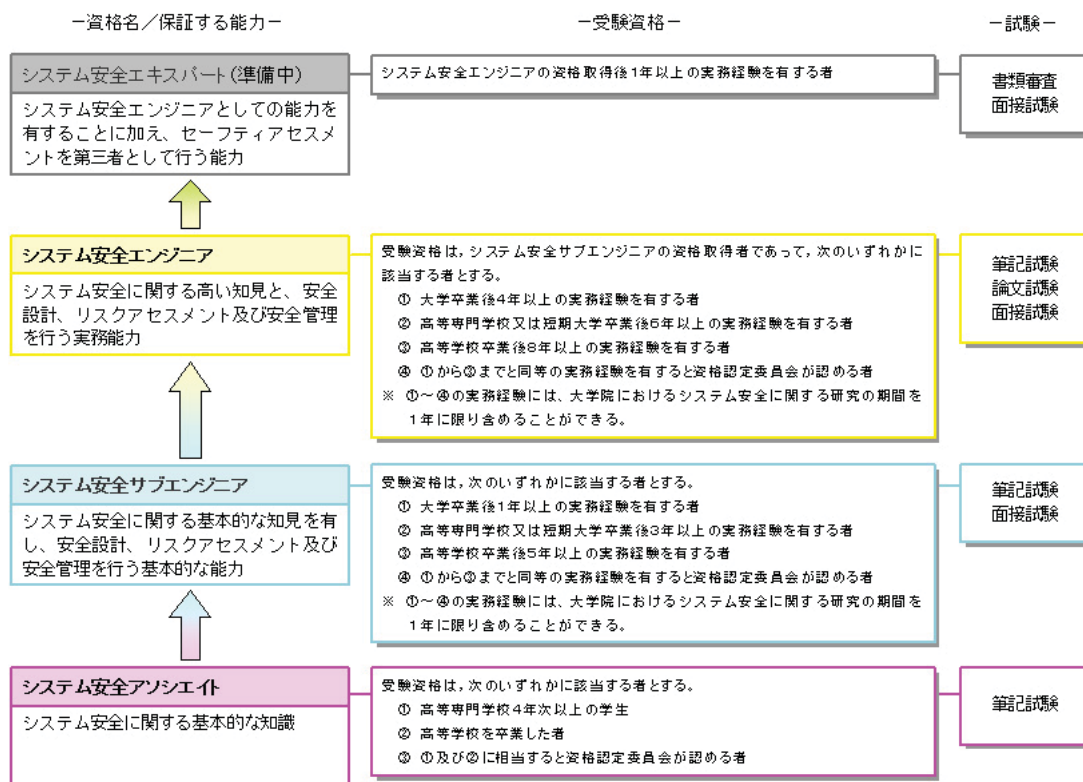 －資格名／保証する能力－
－受験資格－
－試験－
システム安全エキスパート(準備中)
システム安全エンジニアとしての能力を
有することに加え、セーフティアセスメ
ントを第三者として行う能力
システム安全エンジニアの資格取得後1年以上の実務経験を有する者
書類審査
面接試験
システム安全エンジニア
システム安全に関する高い知見と、安全
設計、リスクアセスメント及び安全管理
を行う実務能力
受験資格は，システム安全サブエンジニアの資格取得者であって，次のいずれかに
該当する者とする。
① 大学卒業後4年以上の実務経験を有する者
② 高等専門学校又は短期大学卒業後6年以上の実務経験を有する者
③ 高等学校卒業後8年以上の実務経験を有する者
④ ①から③までと同等の実務経験を有すると資格認定委員会が認める者
※ ①～④の実務経験には、大学院におけるシステム安全に関する研究の期間を
1年に限り含めることができる。
筆記試験
論文試験
面接試験
システム安全サブエンジニア
システム安全に関する基本的な知見を有
し、安全設計、リスクアセスメント及び
安全管理を行う基本的な能力
受験資格は，次のいずれかに該当する者とする。
① 大学卒業後1年以上の実務経験を有する者
② 高等専門学校又は短期大学卒業後3年以上の実務経験を有する者
③ 高等学校卒業後5年以上の実務経験を有する者
④ ①から③までと同等の実務経験を有すると資格認定委員会が認める者
※ ①～④の実務経験には、大学院におけるシステム安全に関する研究の期間を
1年に限り含めることができる。
筆記試験
面接試験
システム安全アソシエイト
システム安全に関する基本的な知識
受験資格は，次のいずれかに該当する者とする。
① 高等専門学校4年次以上の学生
② 高等学校を卒業した者
③ ①及び②に相当すると資格認定委員会が認める者
筆記試験